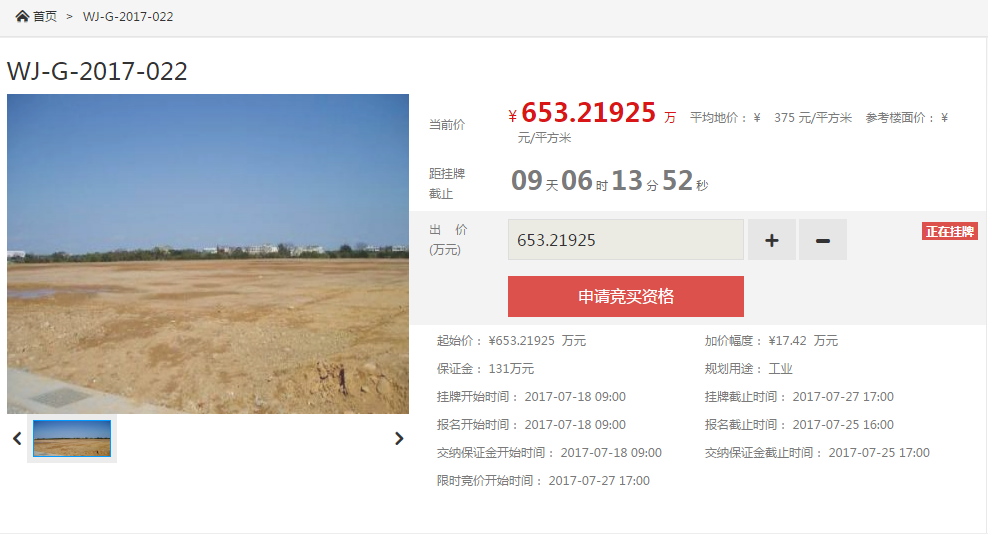 首页 > WJ-G-2017-022
WJ-G-2017-022
当前价
¥653.21925 万 平均地价：¥ 375 元/平方米 参考楼面价：¥
元/平方米
距挂牌
截止
09天06时13分52秒
出 价
(万元)
653.21925
+
-
正在挂牌
申请竞买资格
起始价：¥653.21925 万元
加价幅度：¥17.42 万元
保证金：131万元
规划用途：工业
挂牌开始时间：2017-07-18 09:00
挂牌截止时间：2017-07-27 17:00
报名开始时间：2017-07-18 09:00
报名截止时间：2017-07-25 16:00
交纳保证金开始时间：2017-07-18 09:00
交纳保证金截止时间：2017-07-25 17:00
限时竞价开始时间：2017-07-27 17:00